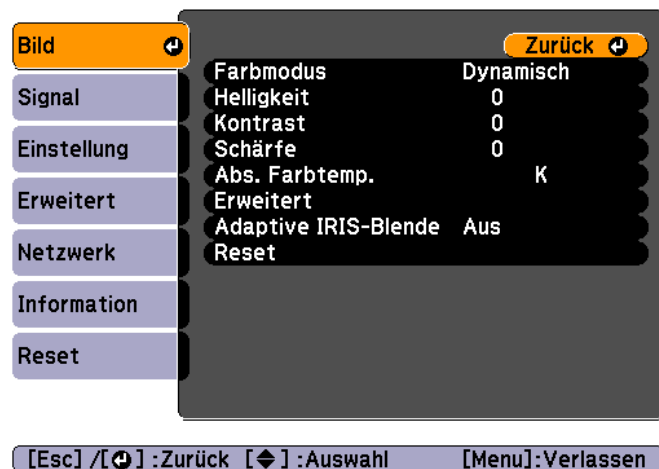 Bild
Signal
Einstellung
Erweitert
Netzwerk
Information
Reset
Zurück
Farbmodus Dynamisch
Helligkeit 0
Kontrast 0
Schärfe 0
Abs. Farbtemp. K
Erweitert
Adaptive IRIS-Blende Aus
Reset
[Esc] /[ ] :Zurück [ ] :Auswahl [Menu]:Verlassen